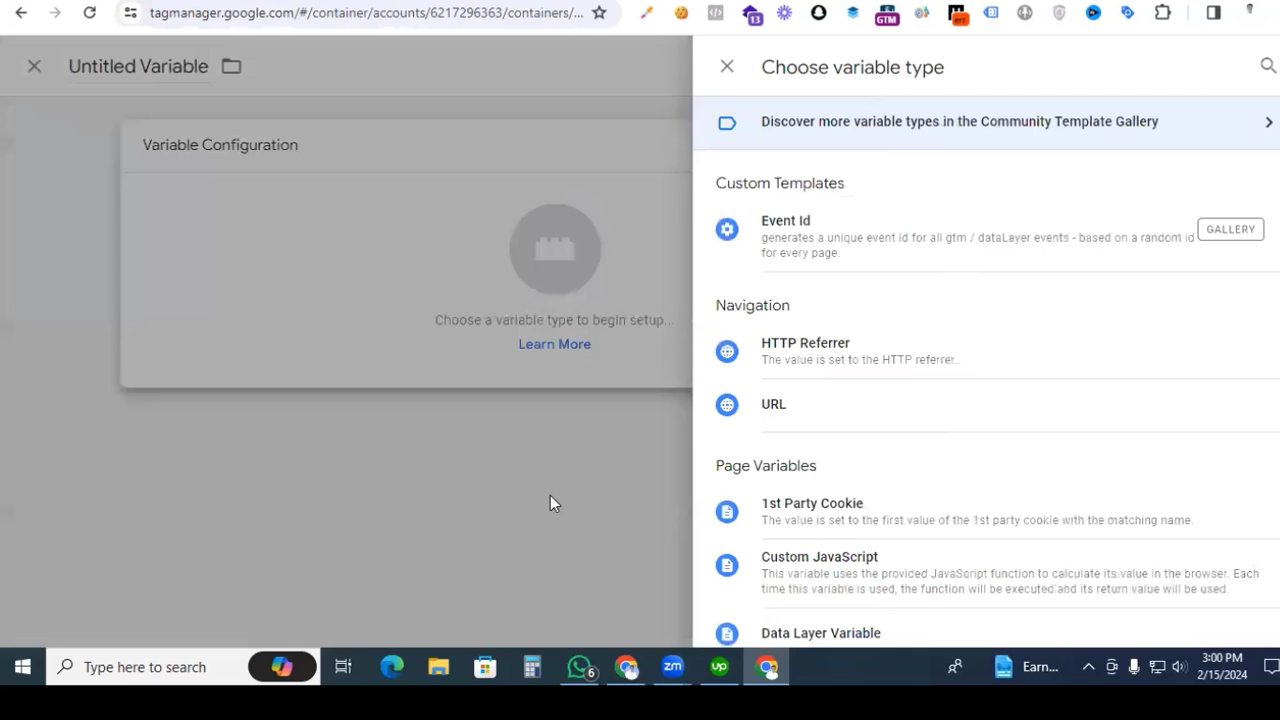 tagmanager.google.com/#/container/accounts/6217296363/containers/...
13
GTM
err
Untitled Variable
Variable Configuration
Choose a variable type to begin setup...
Learn More
Choose variable type
Discover more variable types in the Community Template Gallery
Custom Templates
Event Id
generates a unique event id for all gtm / dataLayer events - based on a random id
for every page.
GALLERY
Navigation
HTTP Referrer
The value is set to the HTTP referrer...
URL
Page Variables
1st Party Cookie
The value is set to the first value of the 1st party cookie with the matching name.
Custom JavaScript
This variable uses the provided JavaScript function to calculate its value in the browser. Each
time this variable is used, the function will be executed and its return value will be used.
Data Layer Variable
Type here to search
6
zm
up
Earn...
3:00 PM
2/15/2024